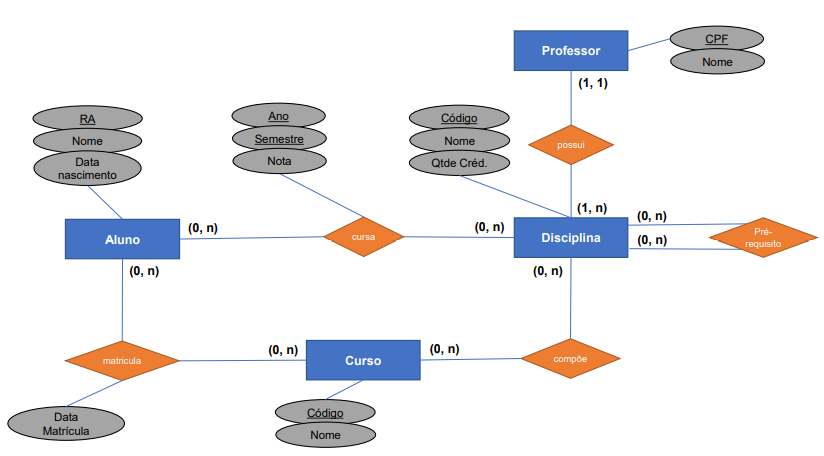 Professor
CPF
Nome
(1, 1)
possui
RA
Nome
Data
nascimento
Ano
Semestre
Nota
Código
Nome
Qtde Créd.
(1, n)
Aluno
(0, n)
cursa
(0, n)
Disciplina
(0, n)
(0, n)
Pré-
requisito
(0, n)
(0, n)
matricula
(0, n)
Curso
(0, n)
compõe
Data
Matrícula
Código
Nome